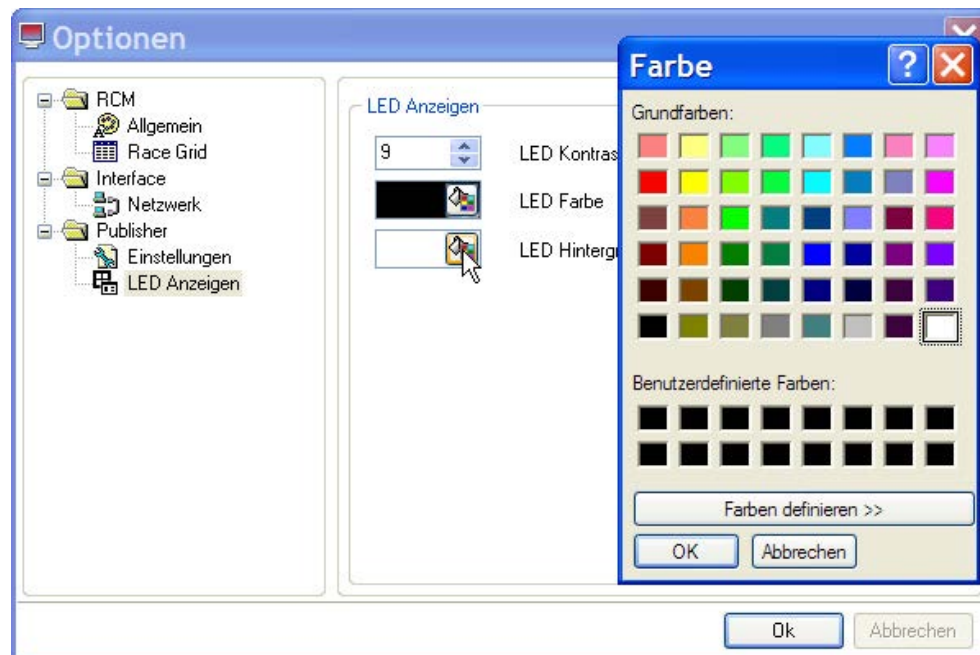 Optionen
RCM
Allgemein
Race Grid
Interface
Netzwerk
Publisher
Einstellungen
LED Anzeigen
LED Anzeigen
9
LED Kontras
LED Farbe
LED Hintergr
Farbe
?
Grundfarben:
Benutzerdefinierte Farben:
Farben definieren >>
OK
Abbrechen
Ok
Abbrechen